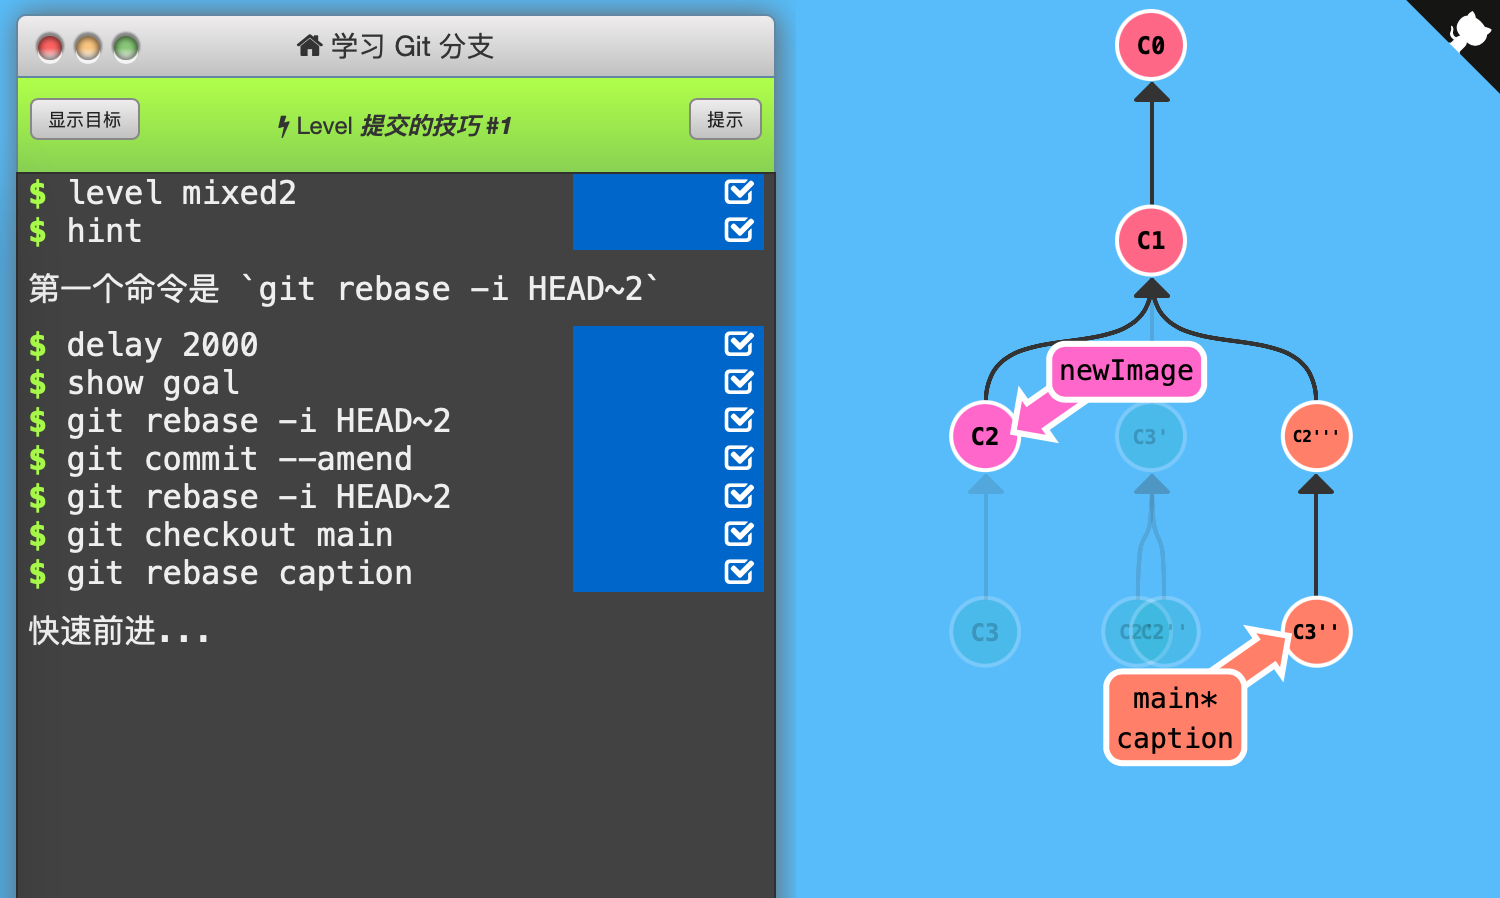 学习 Git 分支
显示目标
Level 提交的技巧 #1
提示
$ level mixed2
$ hint
第一个命令是 `git rebase -i HEAD~2`
$ delay 2000
$ show goal
$ git rebase -i HEAD~2
$ git commit --amend
$ git rebase -i HEAD~2
$ git checkout main
$ git rebase caption
快速前进...
C0
C1
newImage
C2
C3'
C2'''
C3
C2'
C2''
C3''
main*
caption